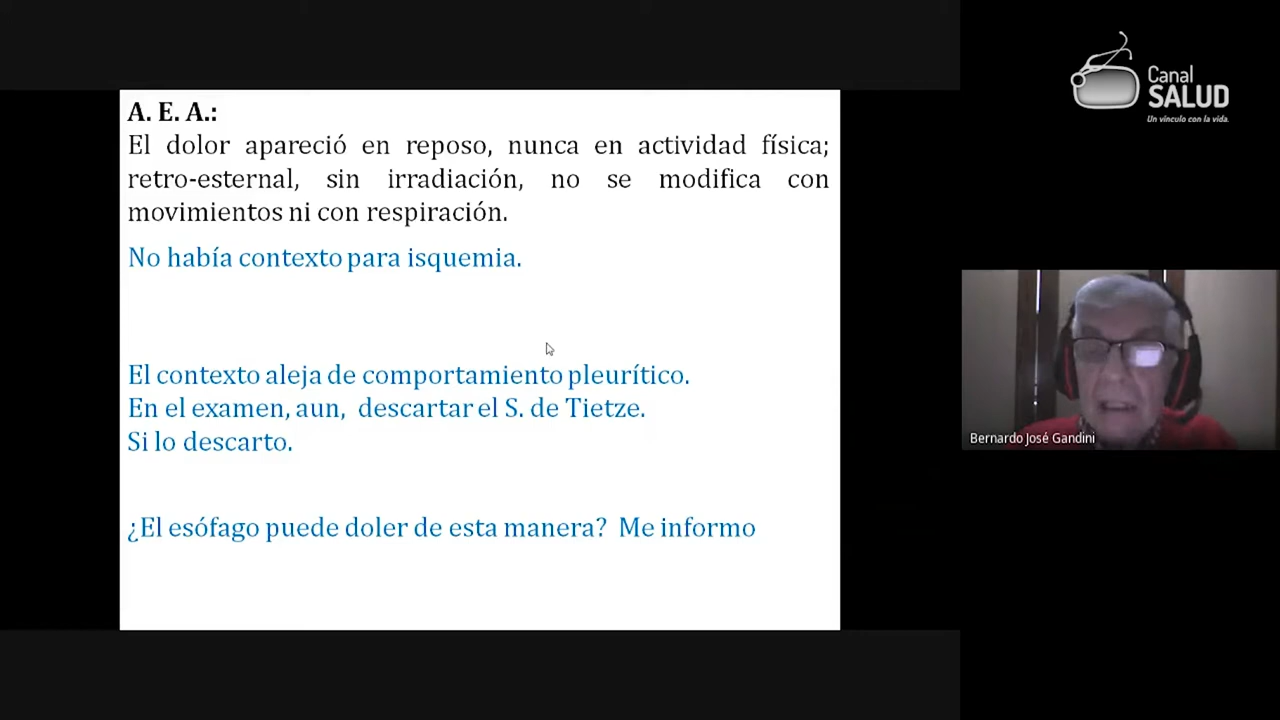 A. E. A.:
El dolor apareció en reposo, nunca en actividad física;
retro-esternal, sin irradiación, no se modifica con
movimientos ni con respiración.
No había contexto para isquemia.
El contexto aleja de comportamiento pleurítico.
En el examen, aun, descartar el S. de Tietze.
Si lo descarto.
¿El esófago puede doler de esta manera? Me informo
Canal
SALUD
Un vínculo con la vida.
Bernardo José Gandini